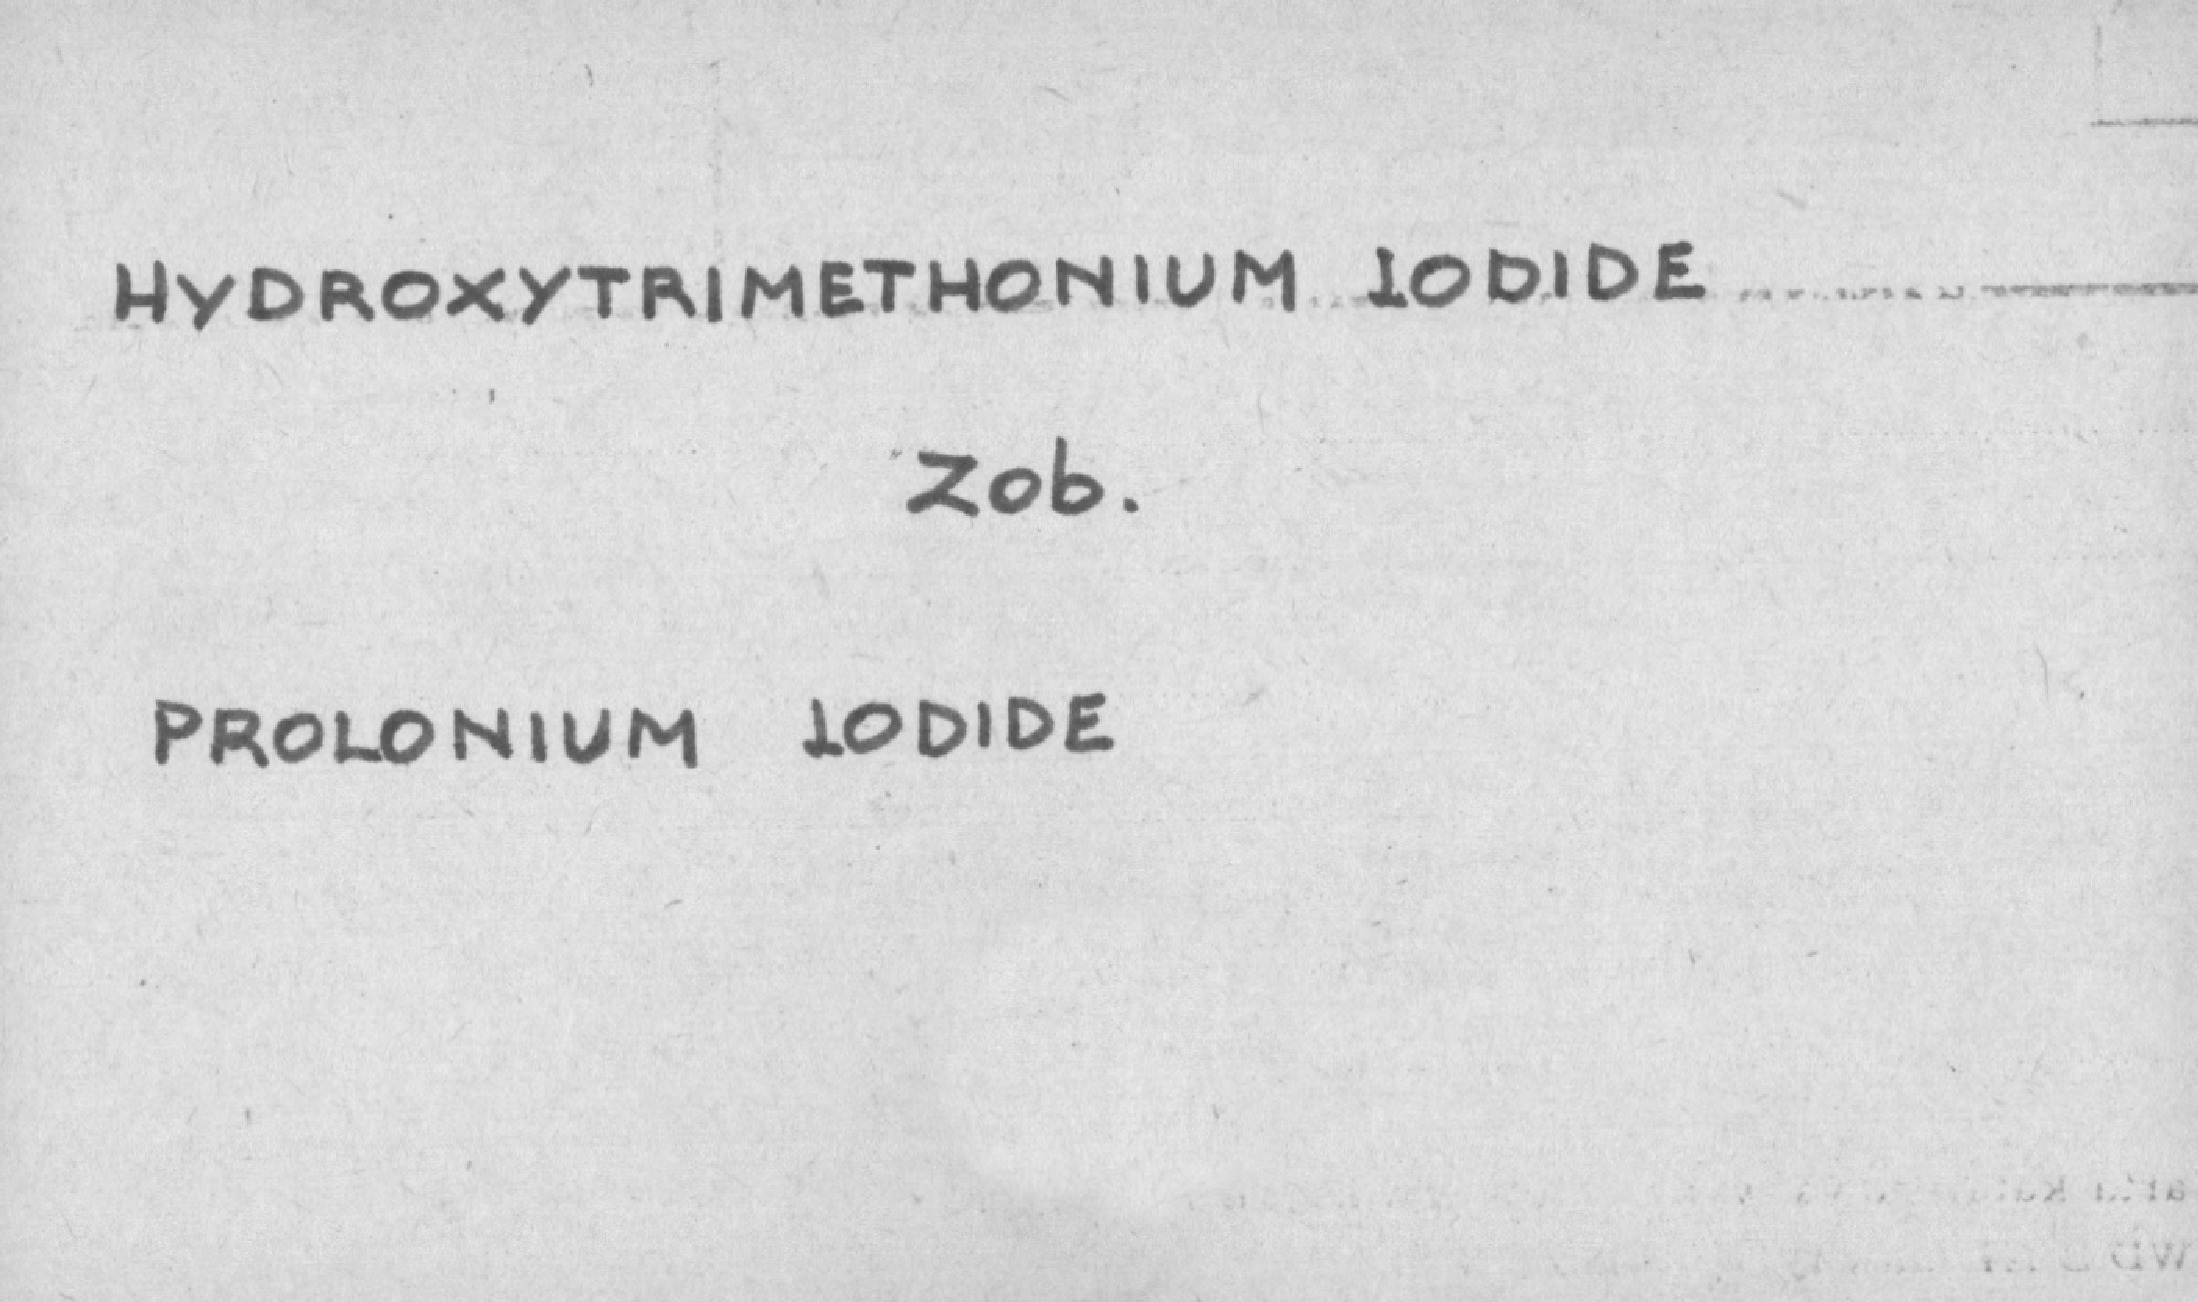 HYDROXYTRIMETHONIUM IODIDE
Zob.
PROLONIUM IODIDE